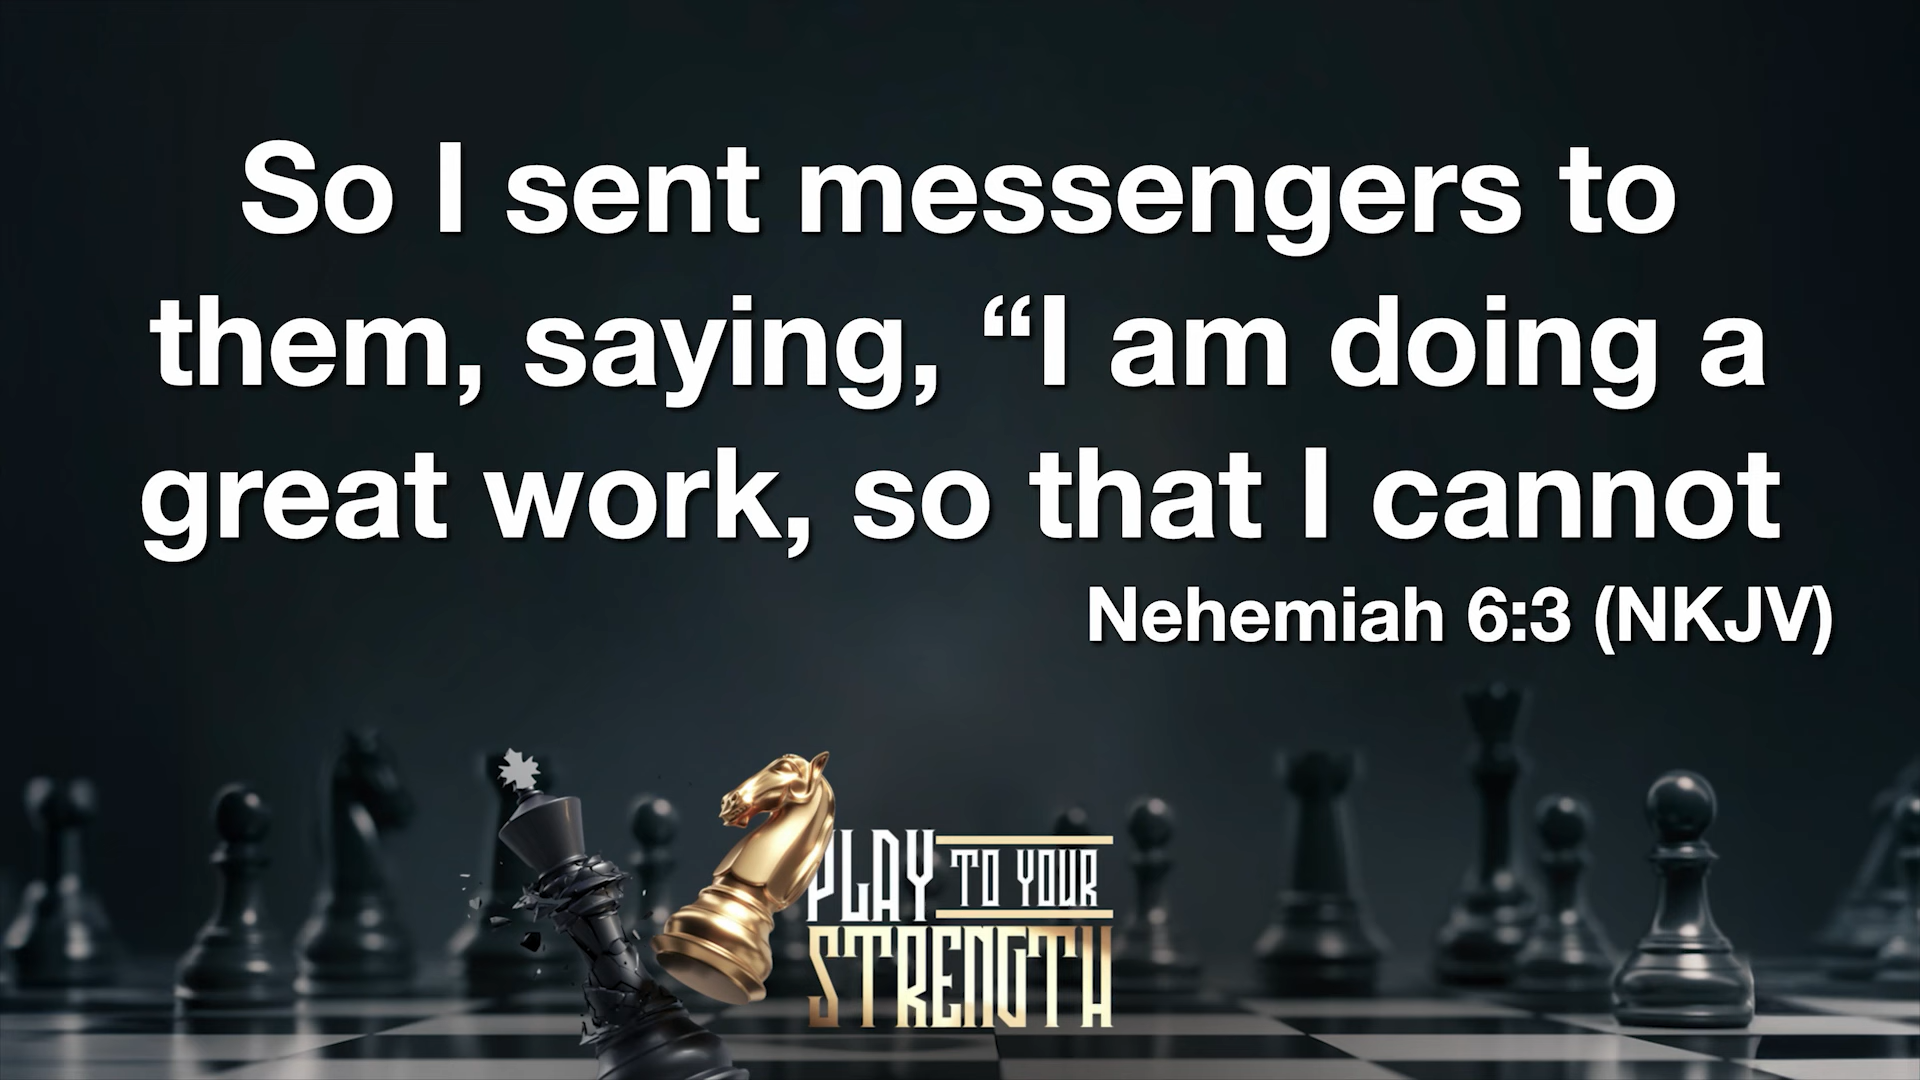 So I sent messengers to
them, saying, “I am doing a
great work, so that I cannot
Nehemiah 6:3 (NKJV)
PLAY TO YOUR
STRENGTH